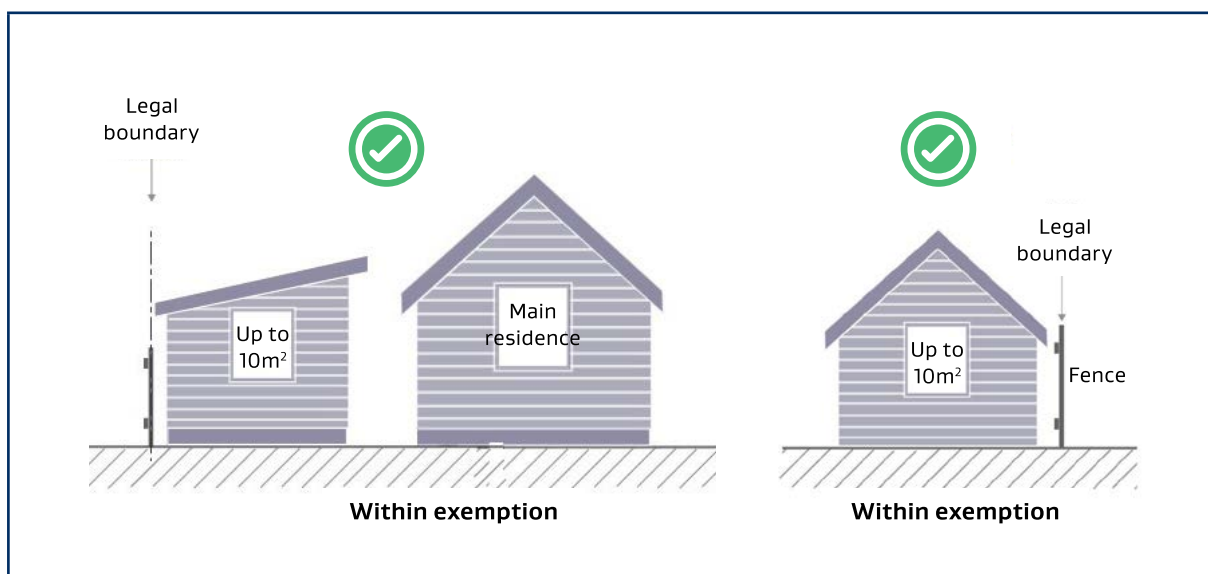 Legal
boundary
Up to
10m²
Main
residence
Within exemption
Legal
boundary
Up to
10m²
Fence
Within exemption